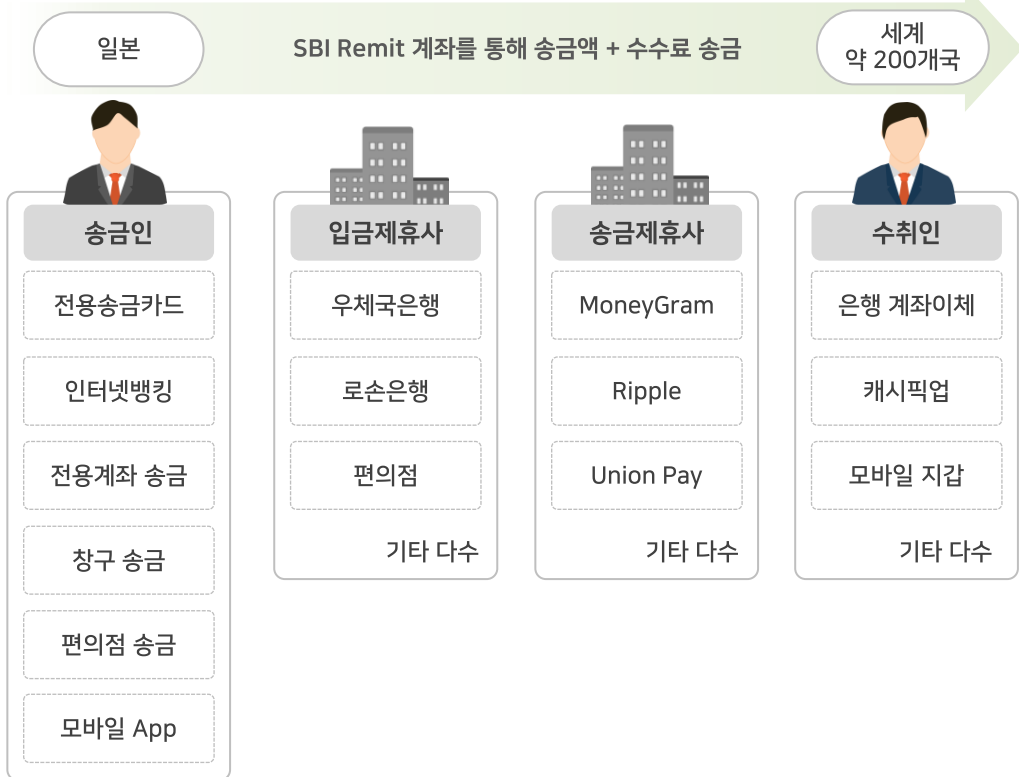 일본
SBI Remit 계좌를 통해 송금액 + 수수료 송금
세계
약 200개국
송금인
전용송금카드
인터넷뱅킹
전용계좌 송금
창구 송금
편의점 송금
모바일 App
입금제휴사
우체국은행
로손은행
편의점
기타 다수
송금제휴사
MoneyGram
Ripple
Union Pay
기타 다수
수취인
은행 계좌이체
캐시픽업
모바일 지갑
기타 다수